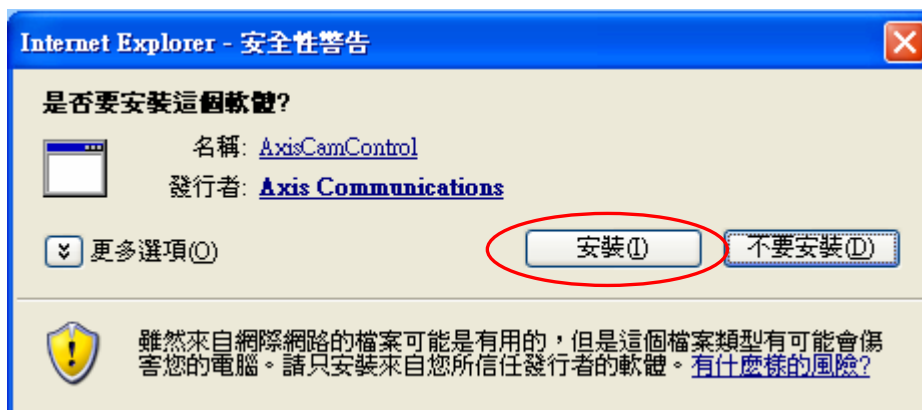 Internet Explorer - 安全性警告
是否要安裝這個軟體?
名稱: AxisCamControl
發行者: Axis Communications
更多選項(O) 安裝(I) 不要安裝(D)
雖然來自網際網路的檔案可能是有用的，但是這個檔案類型有可能會傷
害您的電腦。請只安裝來自您所信任發行者的軟體。有什麼樣的風險?